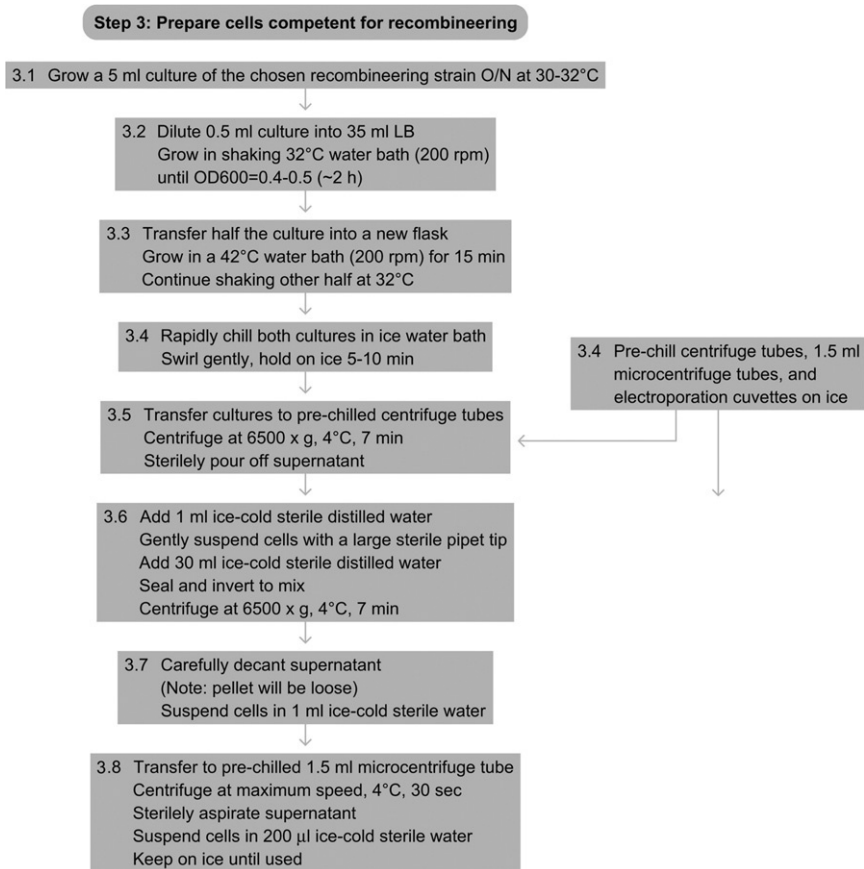 Step 3: Prepare cells competent for recombineering
3.1 Grow a 5 ml culture of the chosen recombineering strain O/N at 30-32°C
3.2 Dilute 0.5 ml culture into 35 ml LB
Grow in shaking 32°C water bath (200 rpm)
until OD600=0.4-0.5 (~2 h)
3.3 Transfer half the culture into a new flask
Grow in a 42°C water bath (200 rpm) for 15 min
Continue shaking other half at 32°C
3.4 Rapidly chill both cultures in ice water bath
Swirl gently, hold on ice 5-10 min
3.4 Pre-chill centrifuge tubes, 1.5 ml
microcentrifuge tubes, and
electroporation cuvettes on ice
3.5 Transfer cultures to pre-chilled centrifuge tubes
Centrifuge at 6500 x g, 4°C, 7 min
Sterilely pour off supernatant
3.6 Add 1 ml ice-cold sterile distilled water
Gently suspend cells with a large sterile pipet tip
Add 30 ml ice-cold sterile distilled water
Seal and invert to mix
Centrifuge at 6500 x g, 4°C, 7 min
3.7 Carefully decant supernatant
(Note: pellet will be loose)
Suspend cells in 1 ml ice-cold sterile water
3.8 Transfer to pre-chilled 1.5 ml microcentrifuge tube
Centrifuge at maximum speed, 4°C, 30 sec
Sterilely aspirate supernatant
Suspend cells in 200 µl ice-cold sterile water
Keep on ice until used